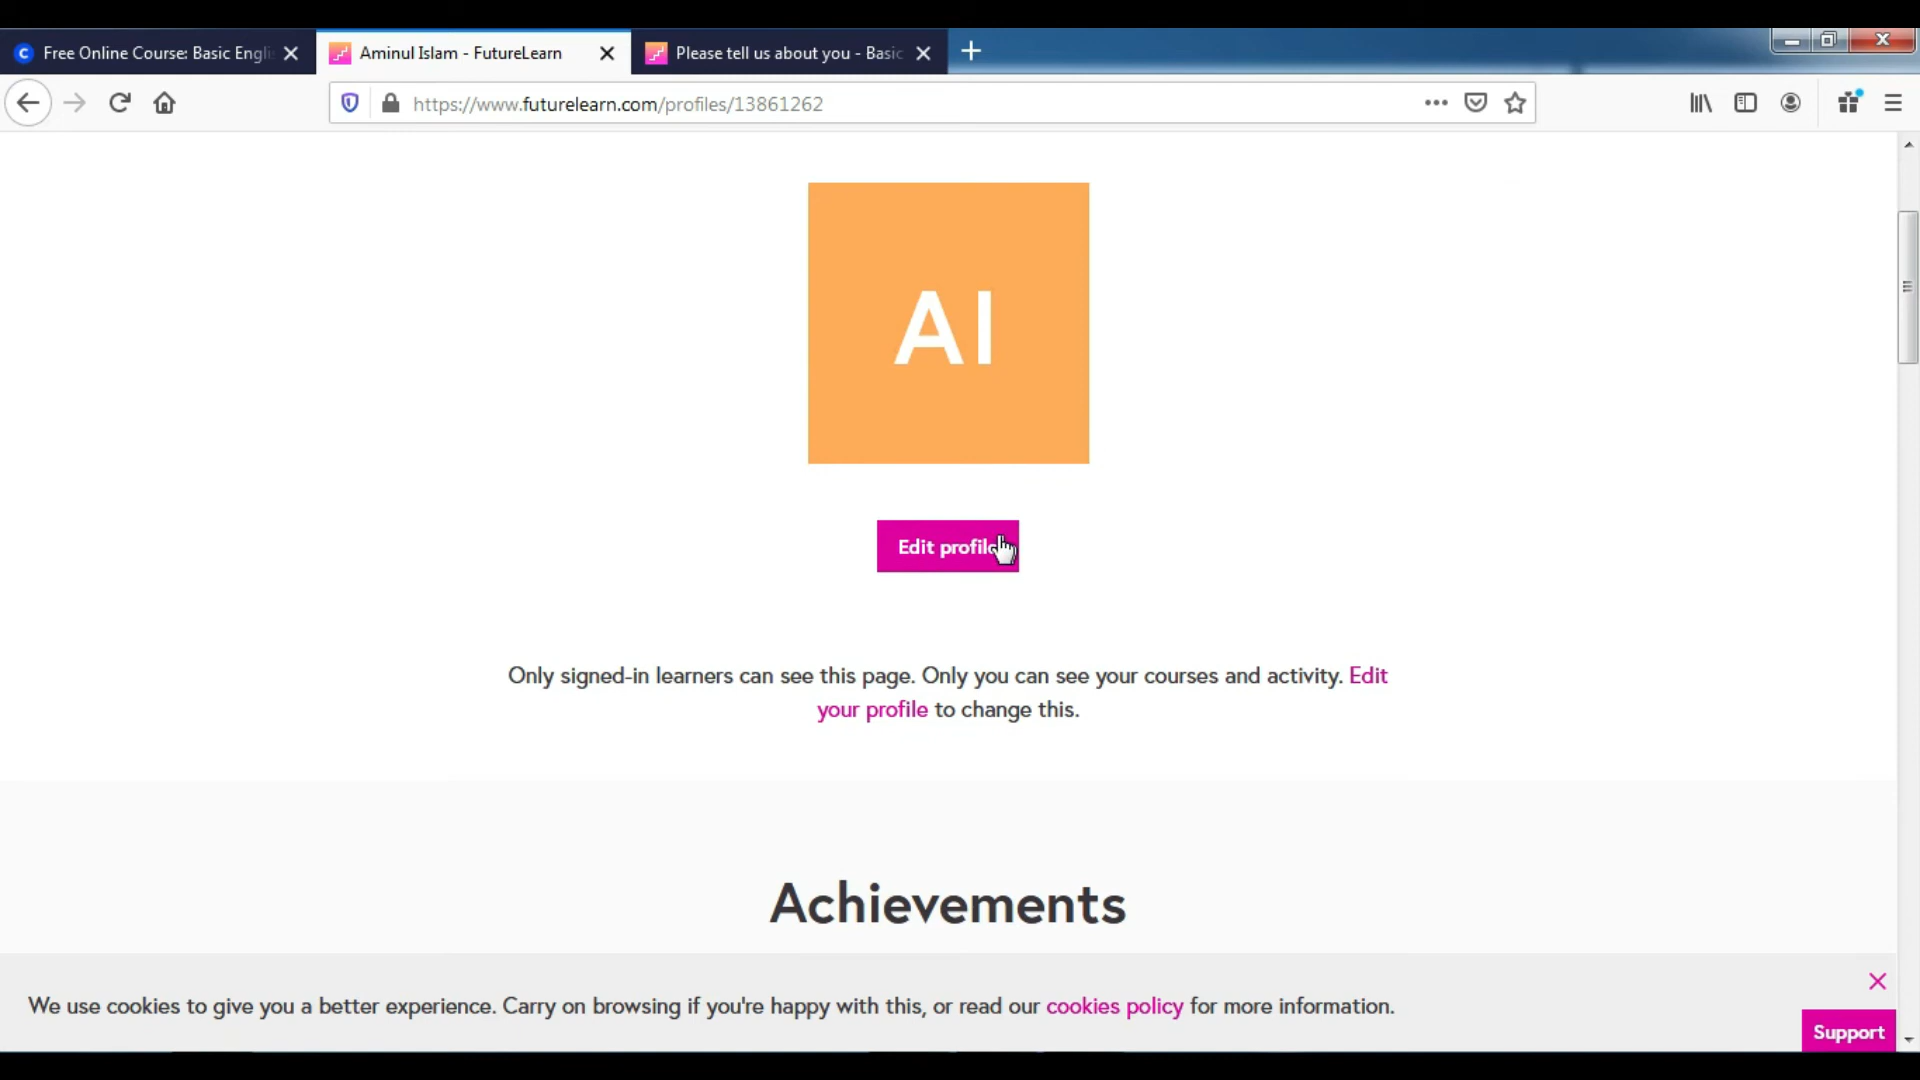 Free Online Course: Basic Engli
Aminul Islam - FutureLearn
Please tell us about you - Basic
https://www.futurelearn.com/profiles/13861262
AI
Edit profile
Only signed-in learners can see this page. Only you can see your courses and activity. Edit
your profile to change this.
Achievements
We use cookies to give you a better experience. Carry on browsing if you're happy with this, or read our cookies policy for more information.
Support